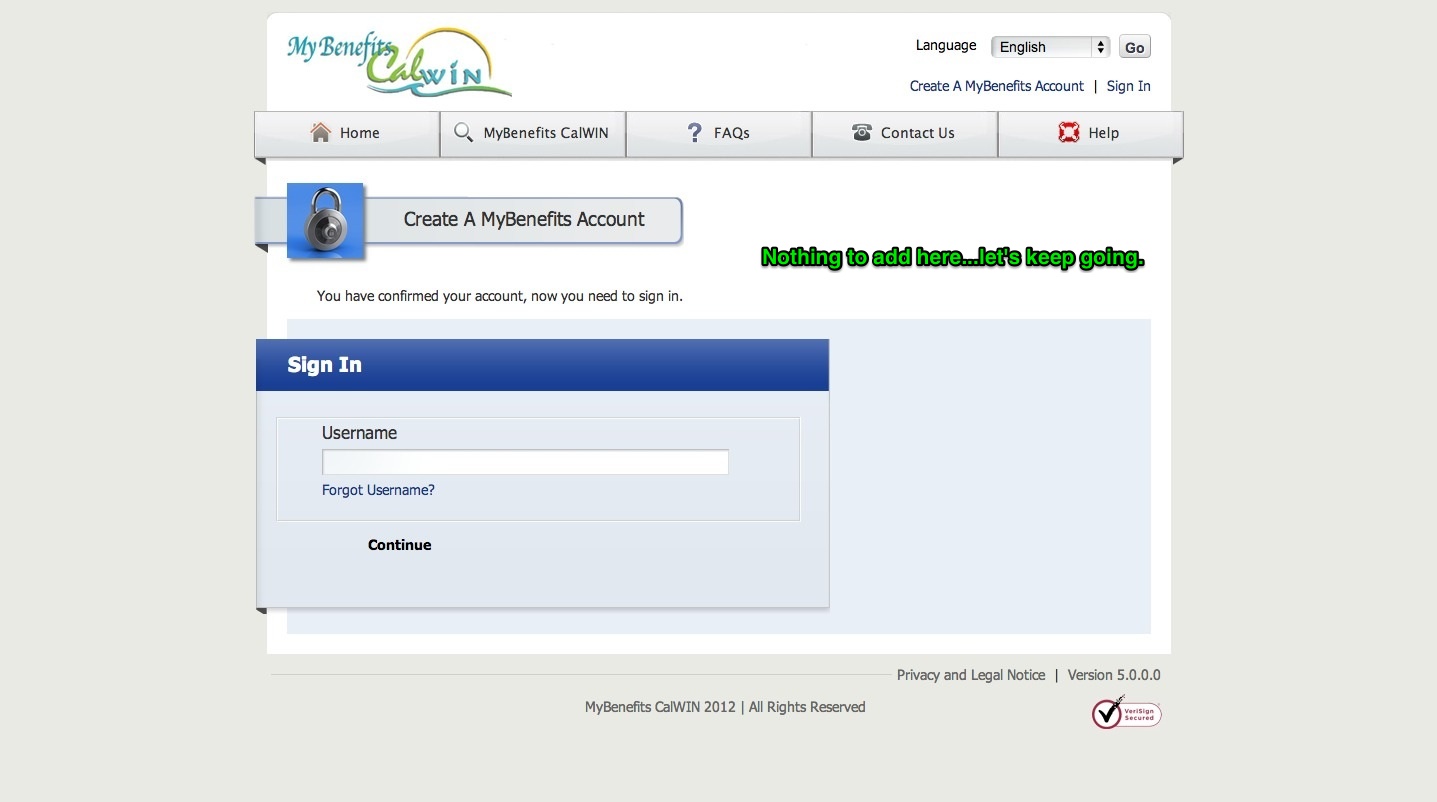 My Benefits
CalWIN
Language English Go
Create A MyBenefits Account | Sign In
Home MyBenefits CalWIN FAQs Contact Us Help
Create A MyBenefits Account
Nothing to add here...let's keep going.
You have confirmed your account, now you need to sign in.
Sign In
Username
Forgot Username?
Continue
Privacy and Legal Notice | Version 5.0.0.0
MyBenefits CalWIN 2012 | All Rights Reserved
VeriSign
Secured